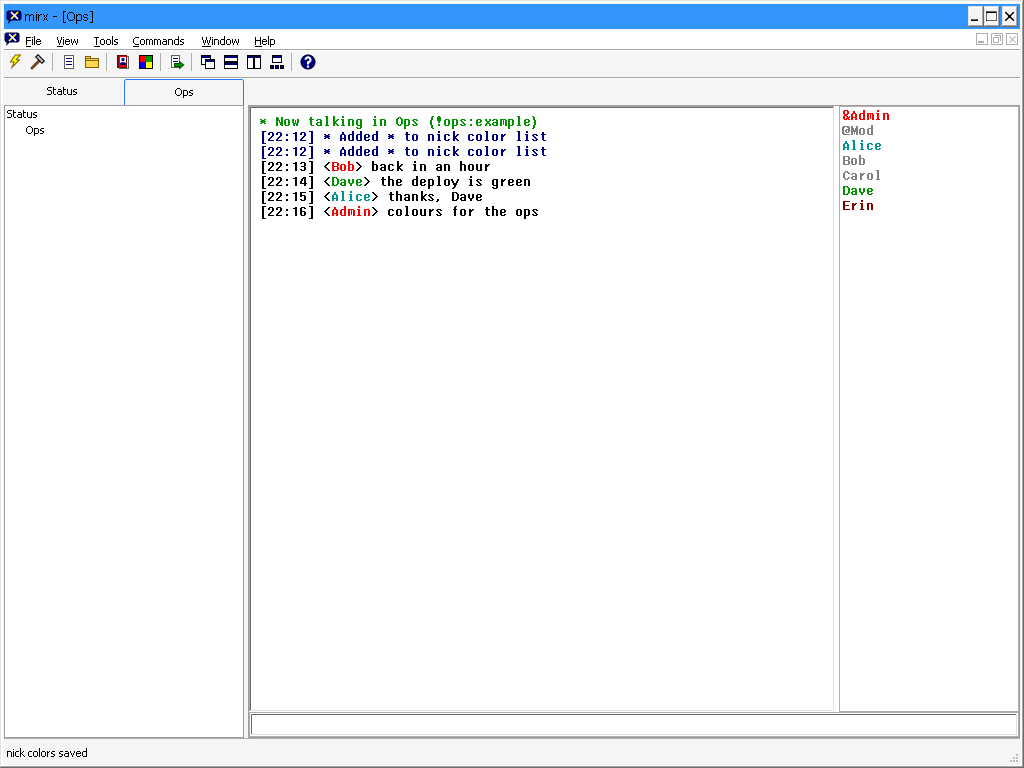 mirx - [Ops]
File View Tools Commands Window Help
Status Ops
Status
Ops
* Now talking in Ops (!ops:example)
[22:12] * Added * to nick color list
[22:12] * Added * to nick color list
[22:13] <Bob> back in an hour
[22:14] <Dave> the deploy is green
[22:15] <Alice> thanks, Dave
[22:16] <Admin> colours for the ops
&Admin
@Mod
Alice
Bob
Carol
Dave
Erin
nick colors saved